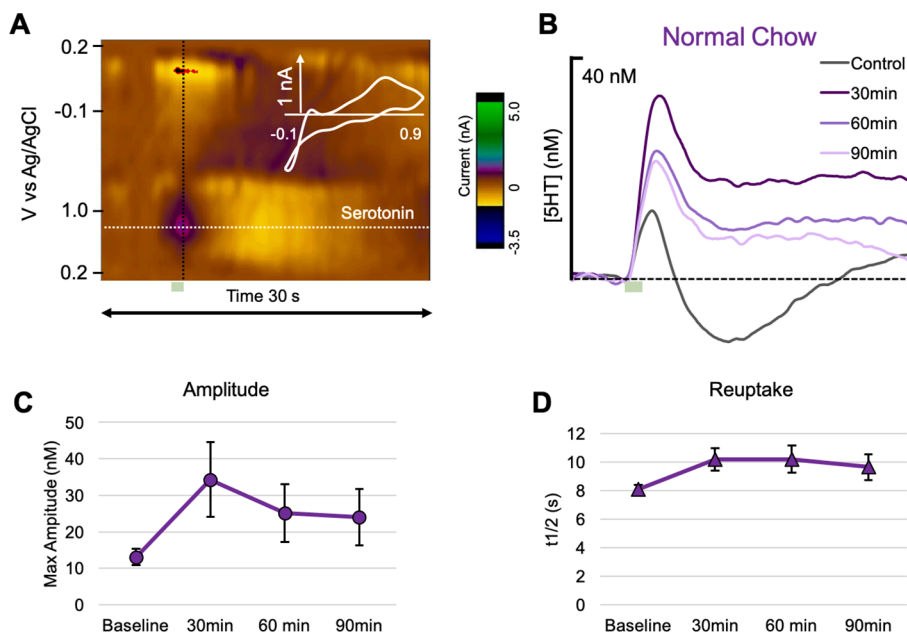 A
0.2
-0.1
1.0
0.2
V vs Ag/AgCl
1 nA
-0.1
0.9
Serotonin
Time 30 s
Current (nA)
5.0
0
-3.5
B
Normal Chow
40 nM
[5HT] (nM)
Control
30min
60min
90min
C
Amplitude
Max Amplitude (nM)
50
40
30
20
10
0
Baseline 30min 60 min 90min
D
Reuptake
t1/2 (s)
12
10
8
6
4
2
0
Baseline 30min 60 min 90min